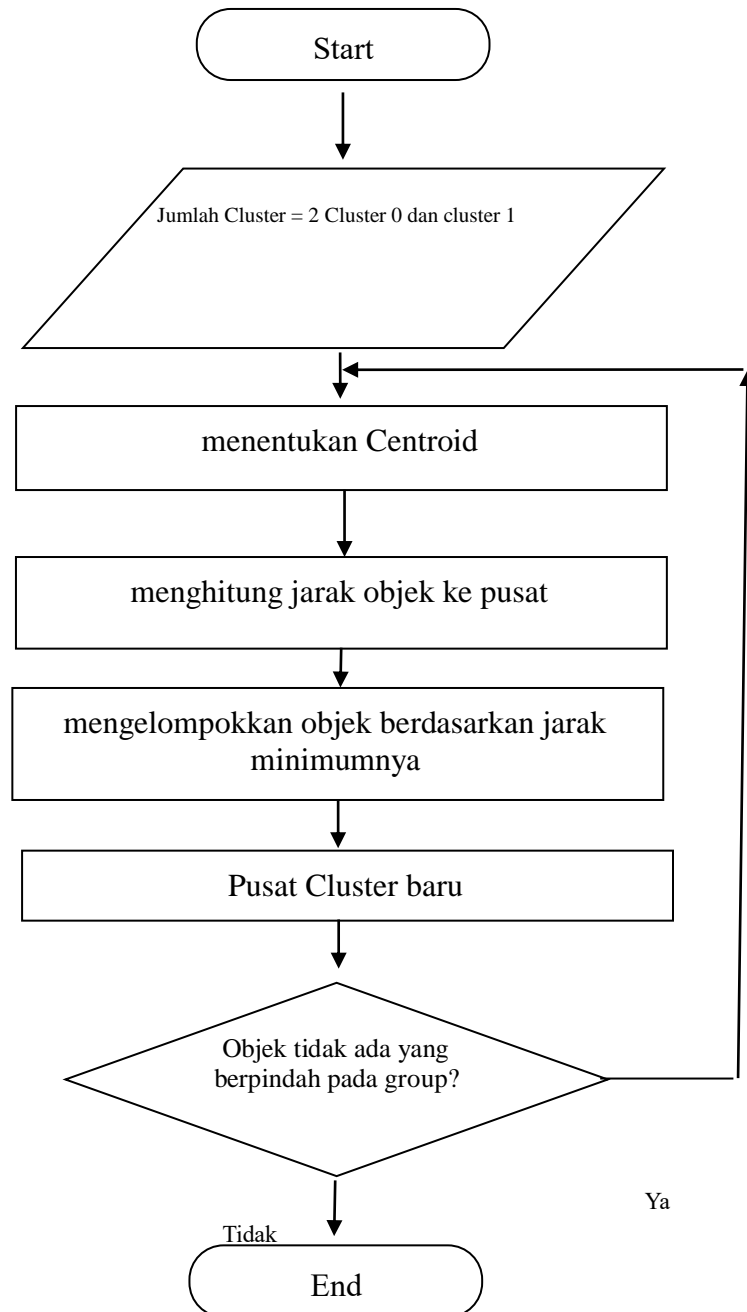 Start
Jumlah Cluster = 2 Cluster 0 dan cluster 1
menentukan Centroid
menghitung jarak objek ke pusat
mengelompokkan objek berdasarkan jarak
minimumnya
Pusat Cluster baru
Objek tidak ada yang
berpindah pada group?
Ya
Tidak
End